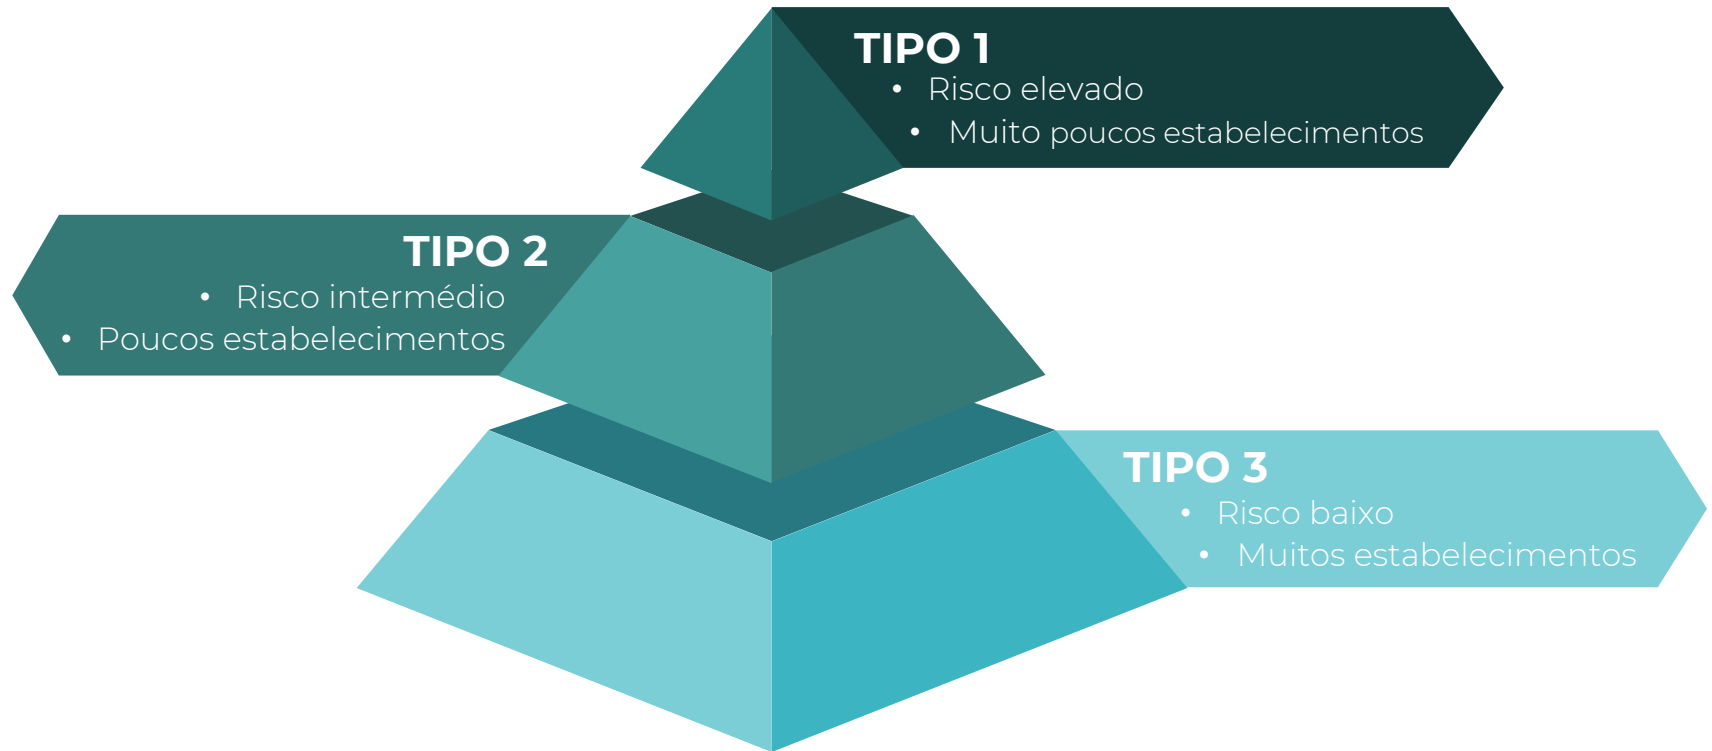 TIPO 1
• Risco elevado
• Muito poucos estabelecimentos
TIPO 2
• Risco intermédio
• Poucos estabelecimentos
TIPO 3
• Risco baixo
• Muitos estabelecimentos